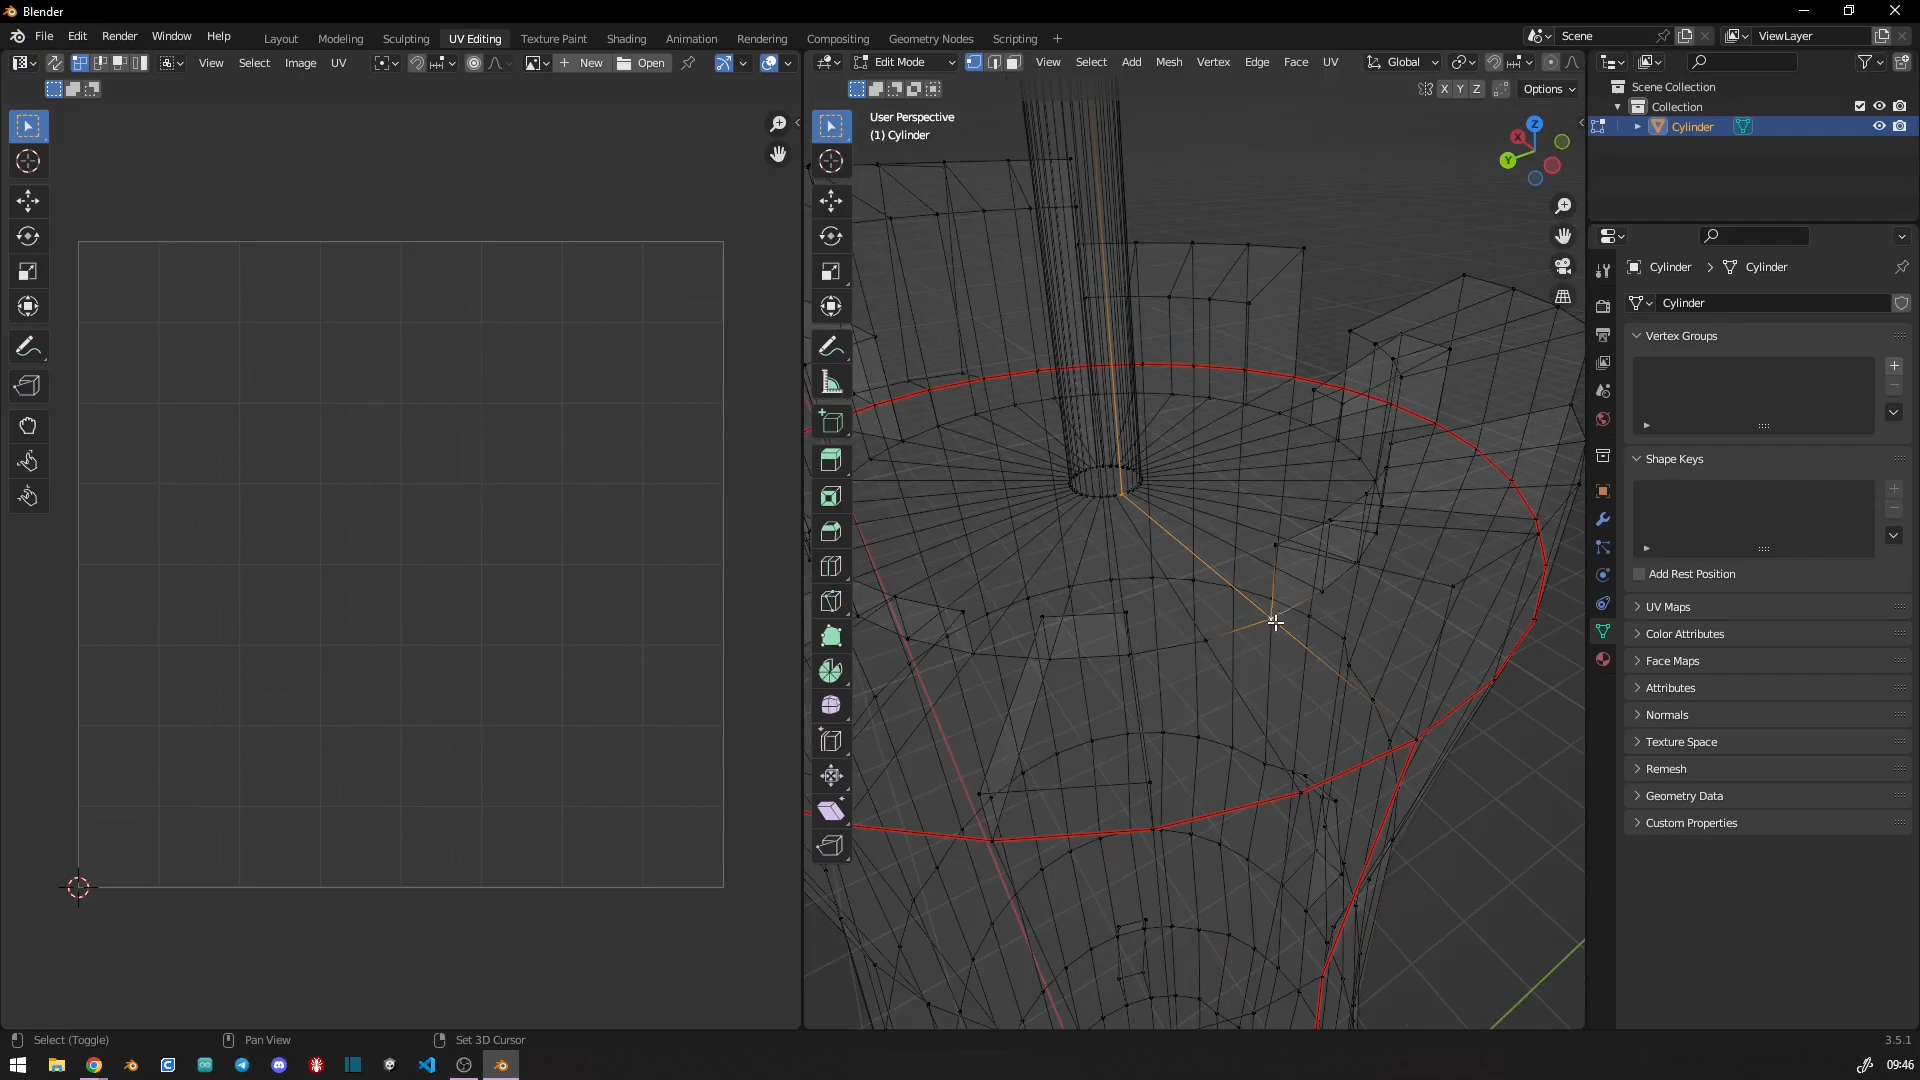 Blender
File Edit Render Window Help
Layout Modeling Sculpting UV Editing Texture Paint Shading Animation Rendering Compositing Geometry Nodes Scripting +
Scene
ViewLayer
View Select Image UV
New Open
Edit Mode
View Select Add Mesh Vertex Edge Face UV
Global
X Y Z
Options
User Perspective
(1) Cylinder
Z
X
Y
Scene Collection
Collection
Cylinder
Cylinder > Cylinder
Cylinder
Vertex Groups
Shape Keys
Add Rest Position
UV Maps
Color Attributes
Face Maps
Attributes
Normals
Texture Space
Remesh
Geometry Data
Custom Properties
Select (Toggle)
Pan View
Set 3D Cursor
3.5.1
09:46